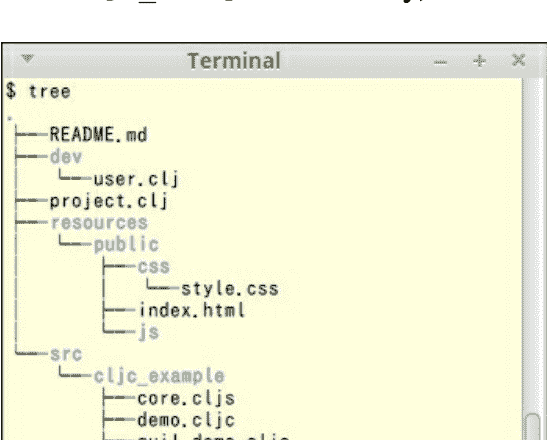 Terminal
$ tree
.
├──README.md
├──dev
│   └──user.clj
├──project.clj
├──resources
│   └──public
│       ├──css
│       │   └──style.css
│       ├──index.html
│       └──js
└──src
    └──cljc_example
        ├──core.cljs
        ├──demo.cljc